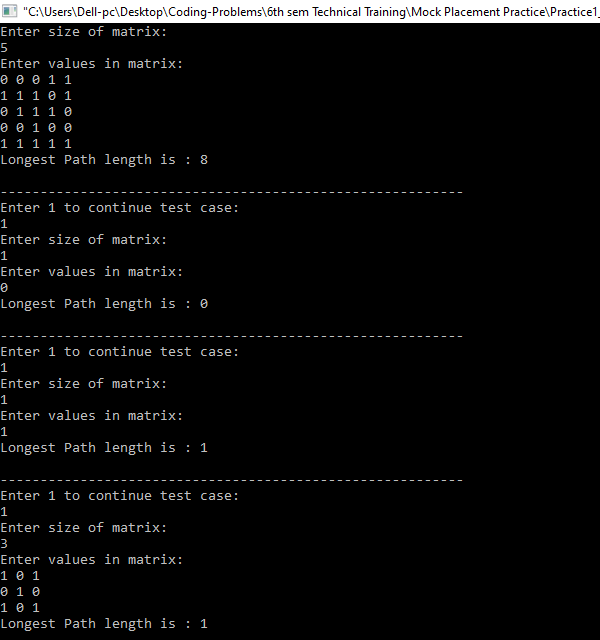 "C:\Users\Dell-pc\Desktop\Coding-Problems\6th sem Technical Training\Mock Placement Practice\Practice1_
Enter size of matrix:
5
Enter values in matrix:
0 0 0 1 1
1 1 1 0 1
0 1 1 1 0
0 0 1 0 0
1 1 1 1 1
Longest Path length is : 8
----------------------------------------------------------
Enter 1 to continue test case:
1
Enter size of matrix:
1
Enter values in matrix:
0
Longest Path length is : 0
----------------------------------------------------------
Enter 1 to continue test case:
1
Enter size of matrix:
1
Enter values in matrix:
1
Longest Path length is : 1
----------------------------------------------------------
Enter 1 to continue test case:
1
Enter size of matrix:
3
Enter values in matrix:
1 0 1
0 1 0
1 0 1
Longest Path length is : 1